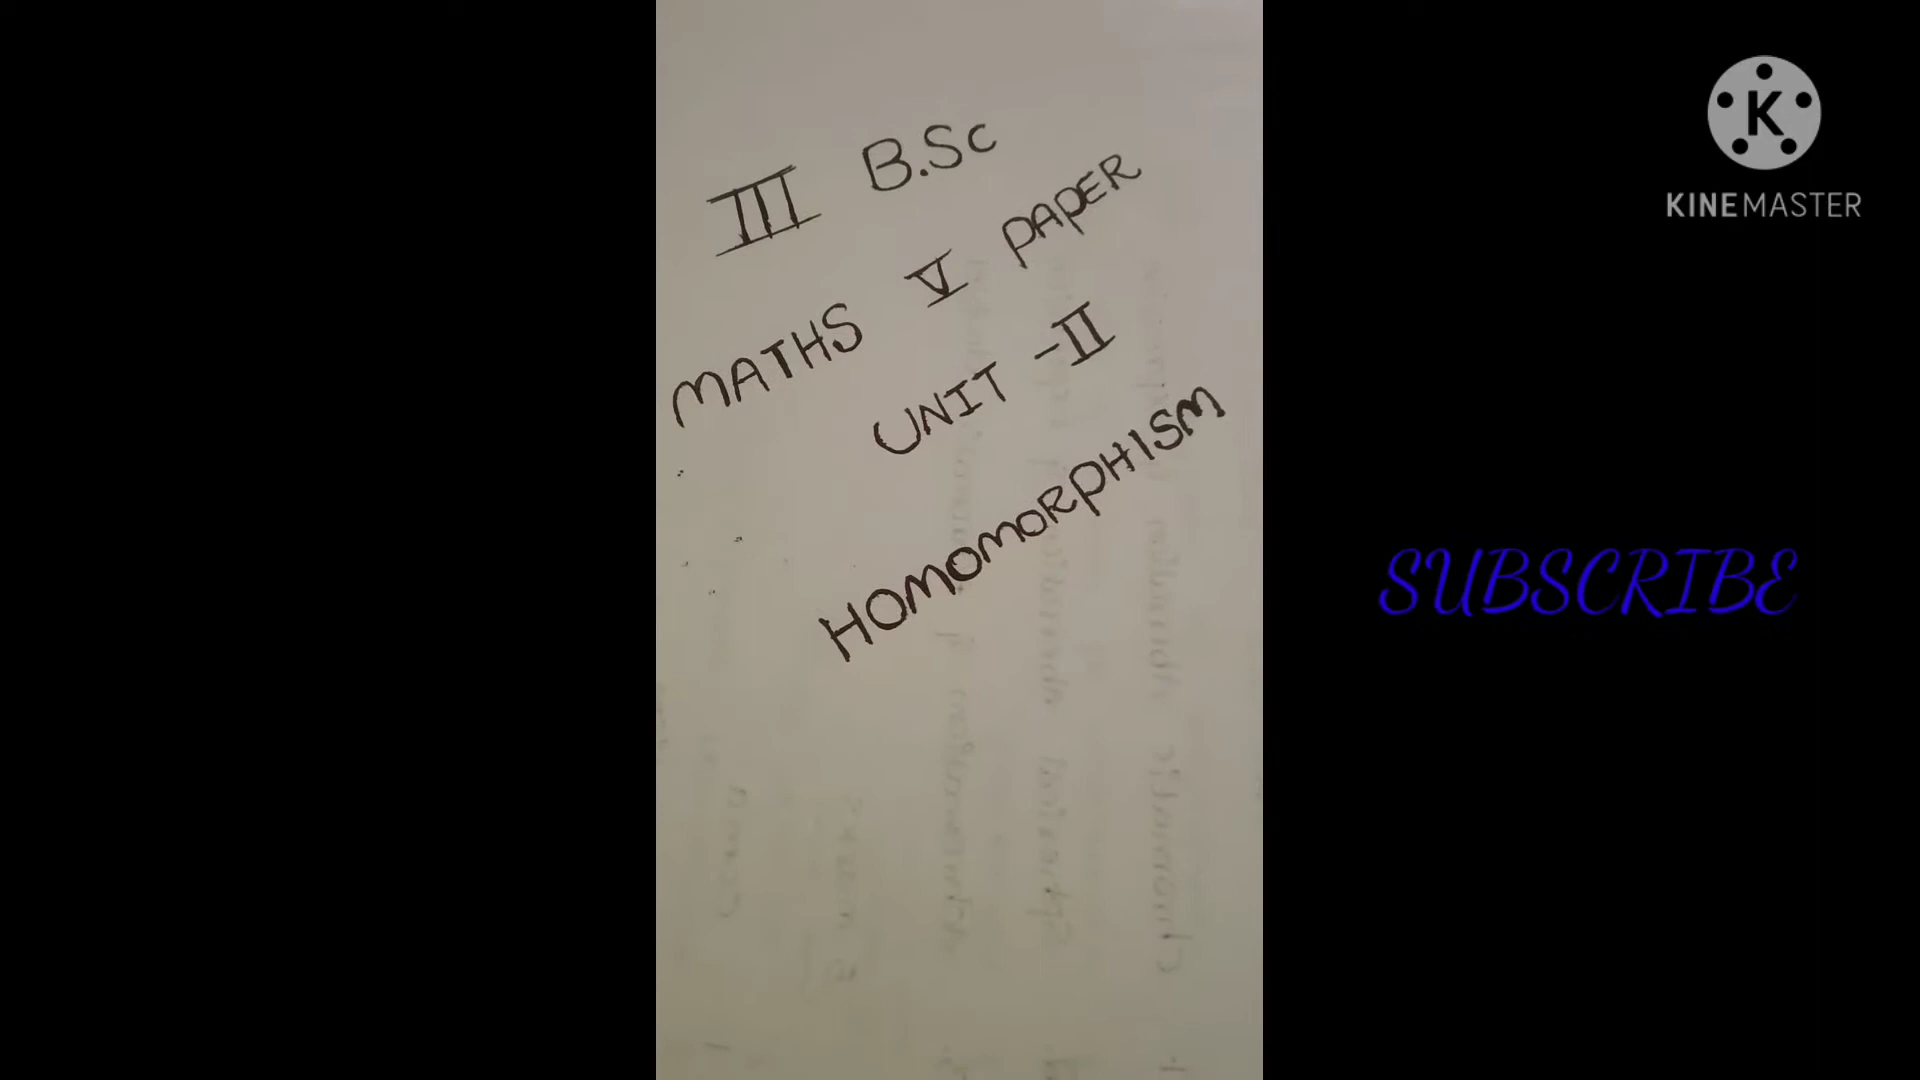 III B.Sc
MATHS V PAPER
UNIT -II
HOMOMORPHISM
KINEMASTER
SUBSCRIBE